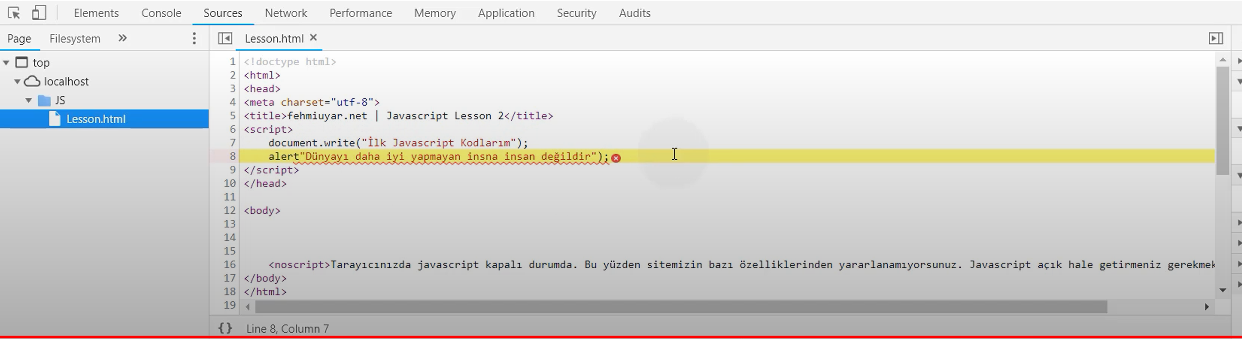 Elements Console Sources Network Performance Memory Application Security Audits
Page Filesystem »
Lesson.html ×
top
localhost
JS
Lesson.html
1 <!doctype html>
2 <html>
3 <head>
4 <meta charset="utf-8">
5 <title>fehmiuyar.net | Javascript Lesson 2</title>
6 <script>
7 document.write("İlk Javascript Kodlarım");
8 alert"Dünyayı daha iyi yapmayan insna insan değildir");
9 </script>
10 </head>
11
12 <body>
13
14
15
16 <noscript>Tarayıcınızda javascript kapalı durumda. Bu yüzden sitemizin bazı özelliklerinden yararlanamıyorsunuz. Javascript açık hale getirmeniz gerekmek
17 </body>
18 </html>
19
{} Line 8, Column 7